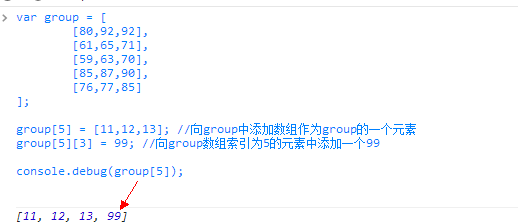 var group = [
[80,92,92],
[61,65,71],
[59,63,70],
[85,87,90],
[76,77,85]
];
group[5] = [11,12,13]; //向group中添加数组作为group的一个元素
group[5][3] = 99; //向group数组索引为5的元素中添加一个99
console.debug(group[5]);
[11, 12, 13, 99]